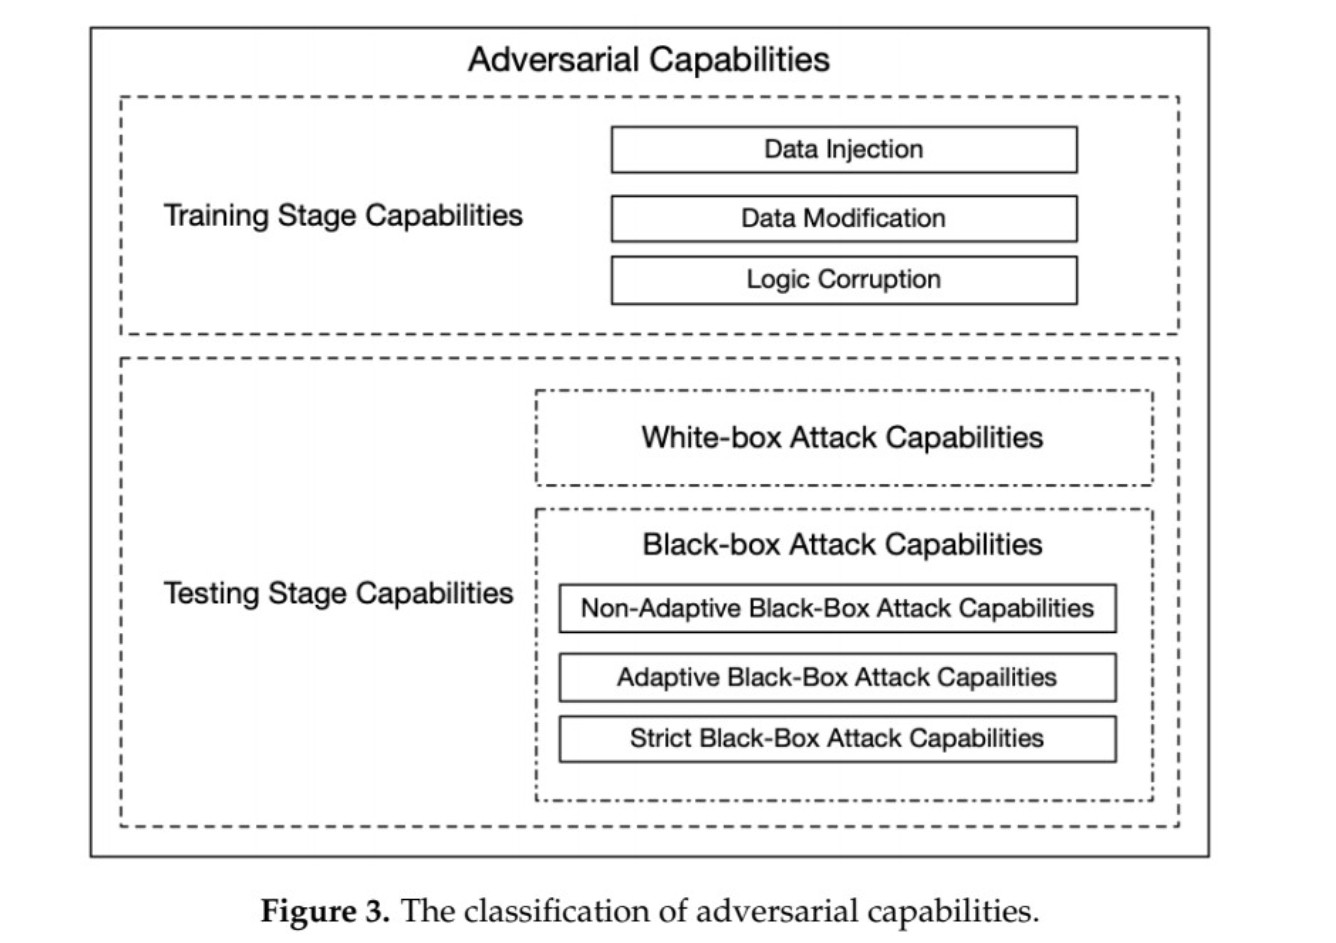 Adversarial Capabilities
Training Stage Capabilities
Data Injection
Data Modification
Logic Corruption
Testing Stage Capabilities
White-box Attack Capabilities
Black-box Attack Capabilities
Non-Adaptive Black-Box Attack Capabilities
Adaptive Black-Box Attack Capailities
Strict Black-Box Attack Capabilities
Figure 3. The classification of adversarial capabilities.